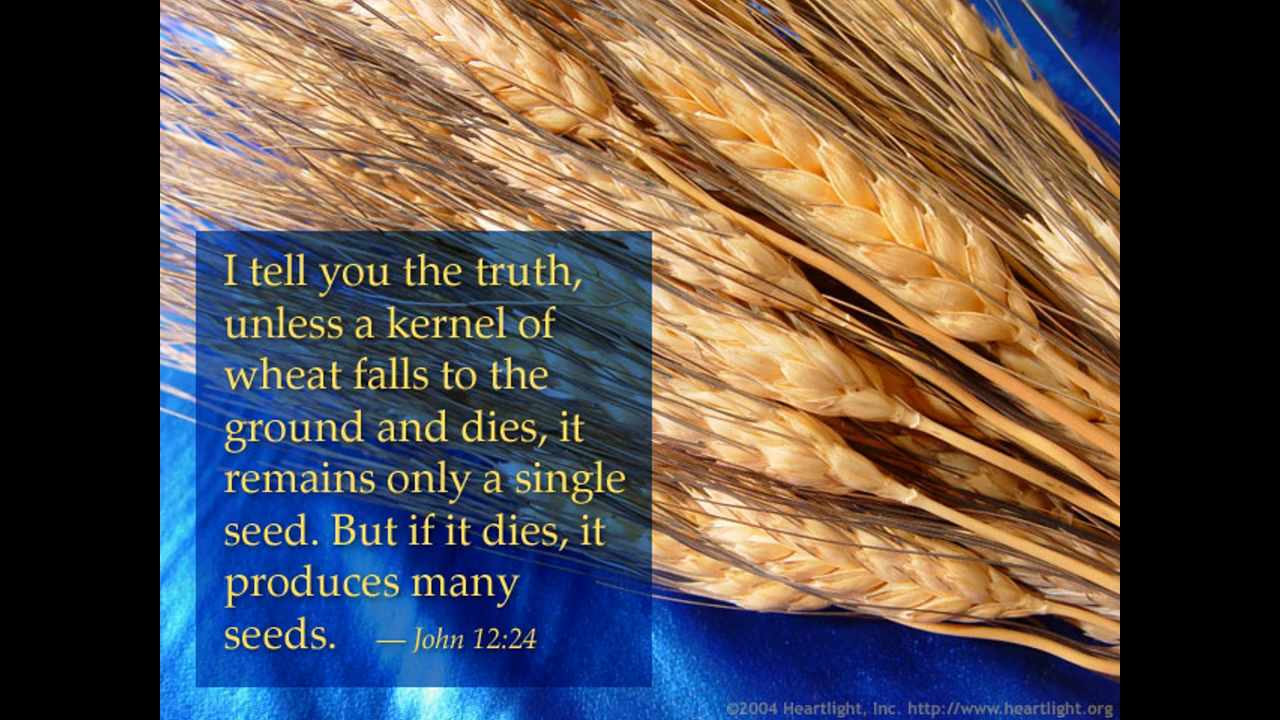 I tell you the truth,
unless a kernel of
wheat falls to the
ground and dies, it
remains only a single
seed. But if it dies, it
produces many
seeds. — John 12:24
©2004 Heartlight, Inc. http://www.heartlight.org